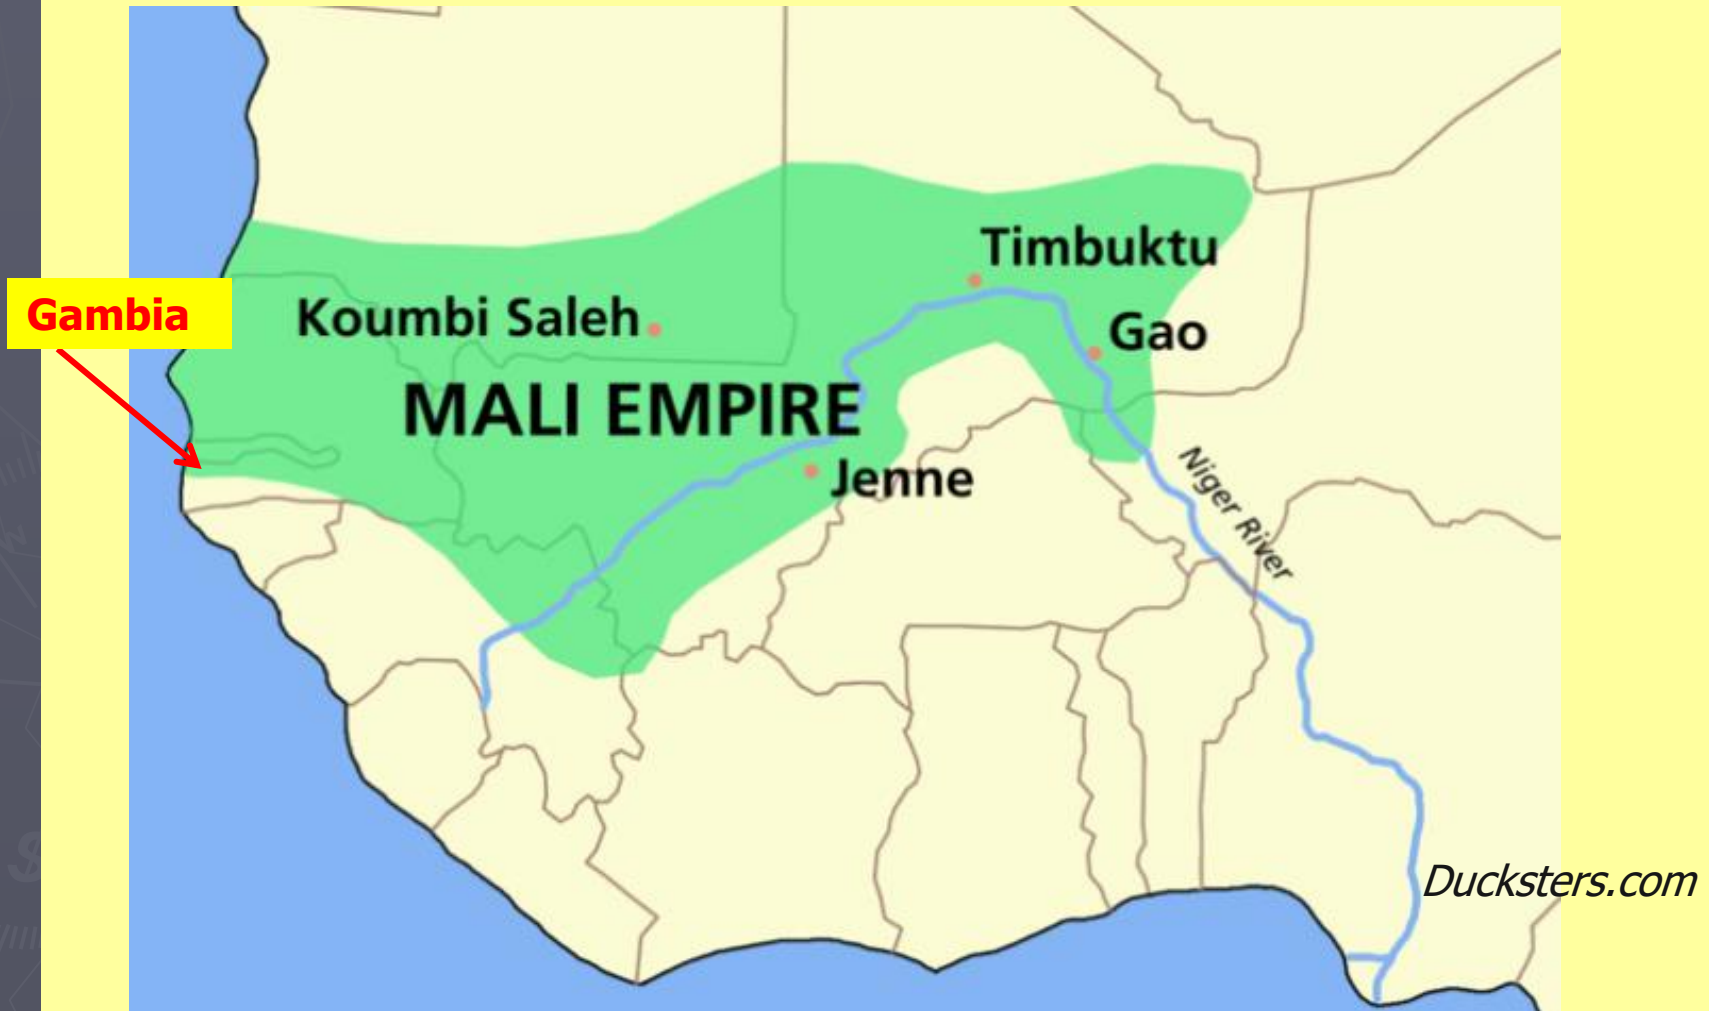 Timbuktu
Gambia
Koumbi Saleh
Gao
MALI EMPIRE
Jenne
Niger River
Ducksters.com
$